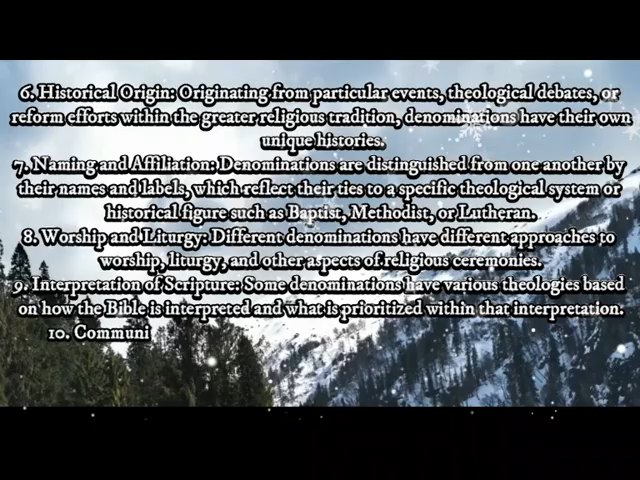 6. Historical Origin: Originating from particular events, theological debates, or
reform efforts within the greater religious tradition, denominations have their own
unique histories.
7. Naming and Affiliation: Denominations are distinguished from one another by
their names and labels, which reflect their ties to a specific theological system or
historical figure such as Baptist, Methodist, or Lutheran.
8. Worship and Liturgy: Different denominations have different approaches to
worship, liturgy, and other aspects of religious ceremonies.
9. Interpretation of Scripture: Some denominations have various theologies based
on how the Bible is interpreted and what is prioritized within that interpretation.
10. Communi